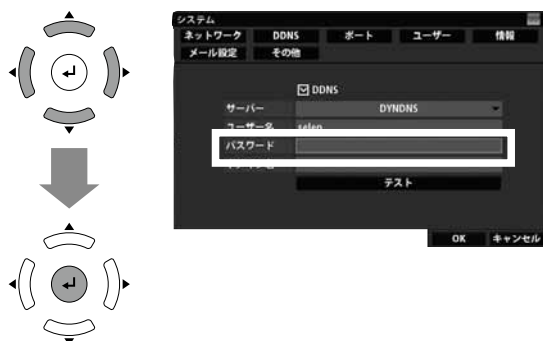 システム
ネットワーク DDNS ポート ユーザー 情報
メール設定 その他
DDNS
サーバー DYNDNS
ユーザー名 selen
パスワード
テスト
OK キャンセル